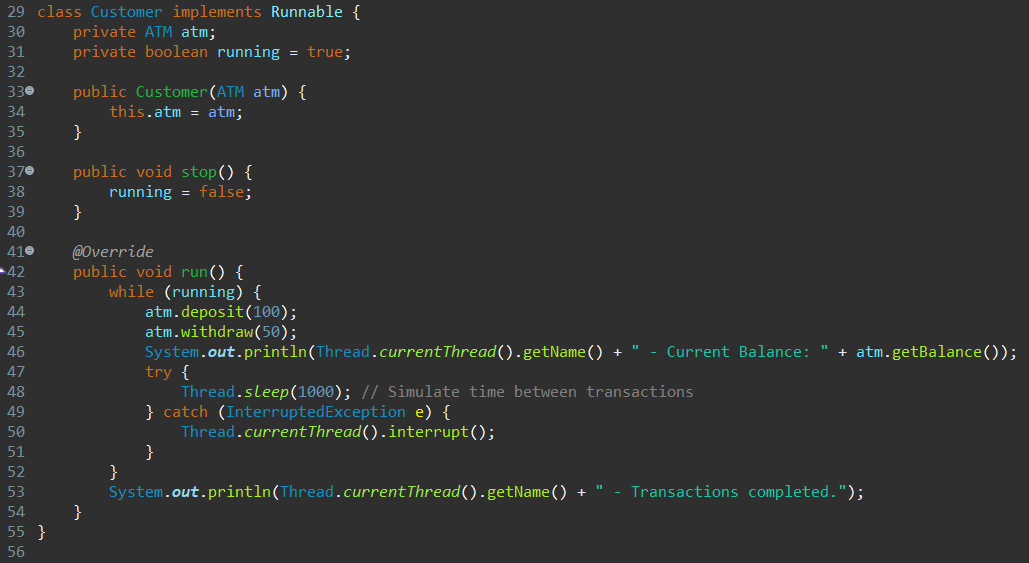 29 class Customer implements Runnable {
30     private ATM atm;
31     private boolean running = true;
32
33     public Customer(ATM atm) {
34         this.atm = atm;
35     }
36
37     public void stop() {
38         running = false;
39     }
40
41     @Override
42     public void run() {
43         while (running) {
44             atm.deposit(100);
45             atm.withdraw(50);
46             System.out.println(Thread.currentThread().getName() + " - Current Balance: " + atm.getBalance());
47             try {
48                 Thread.sleep(1000); // Simulate time between transactions
49             } catch (InterruptedException e) {
50                 Thread.currentThread().interrupt();
51             }
52         }
53         System.out.println(Thread.currentThread().getName() + " - Transactions completed.");
54     }
55 }
56